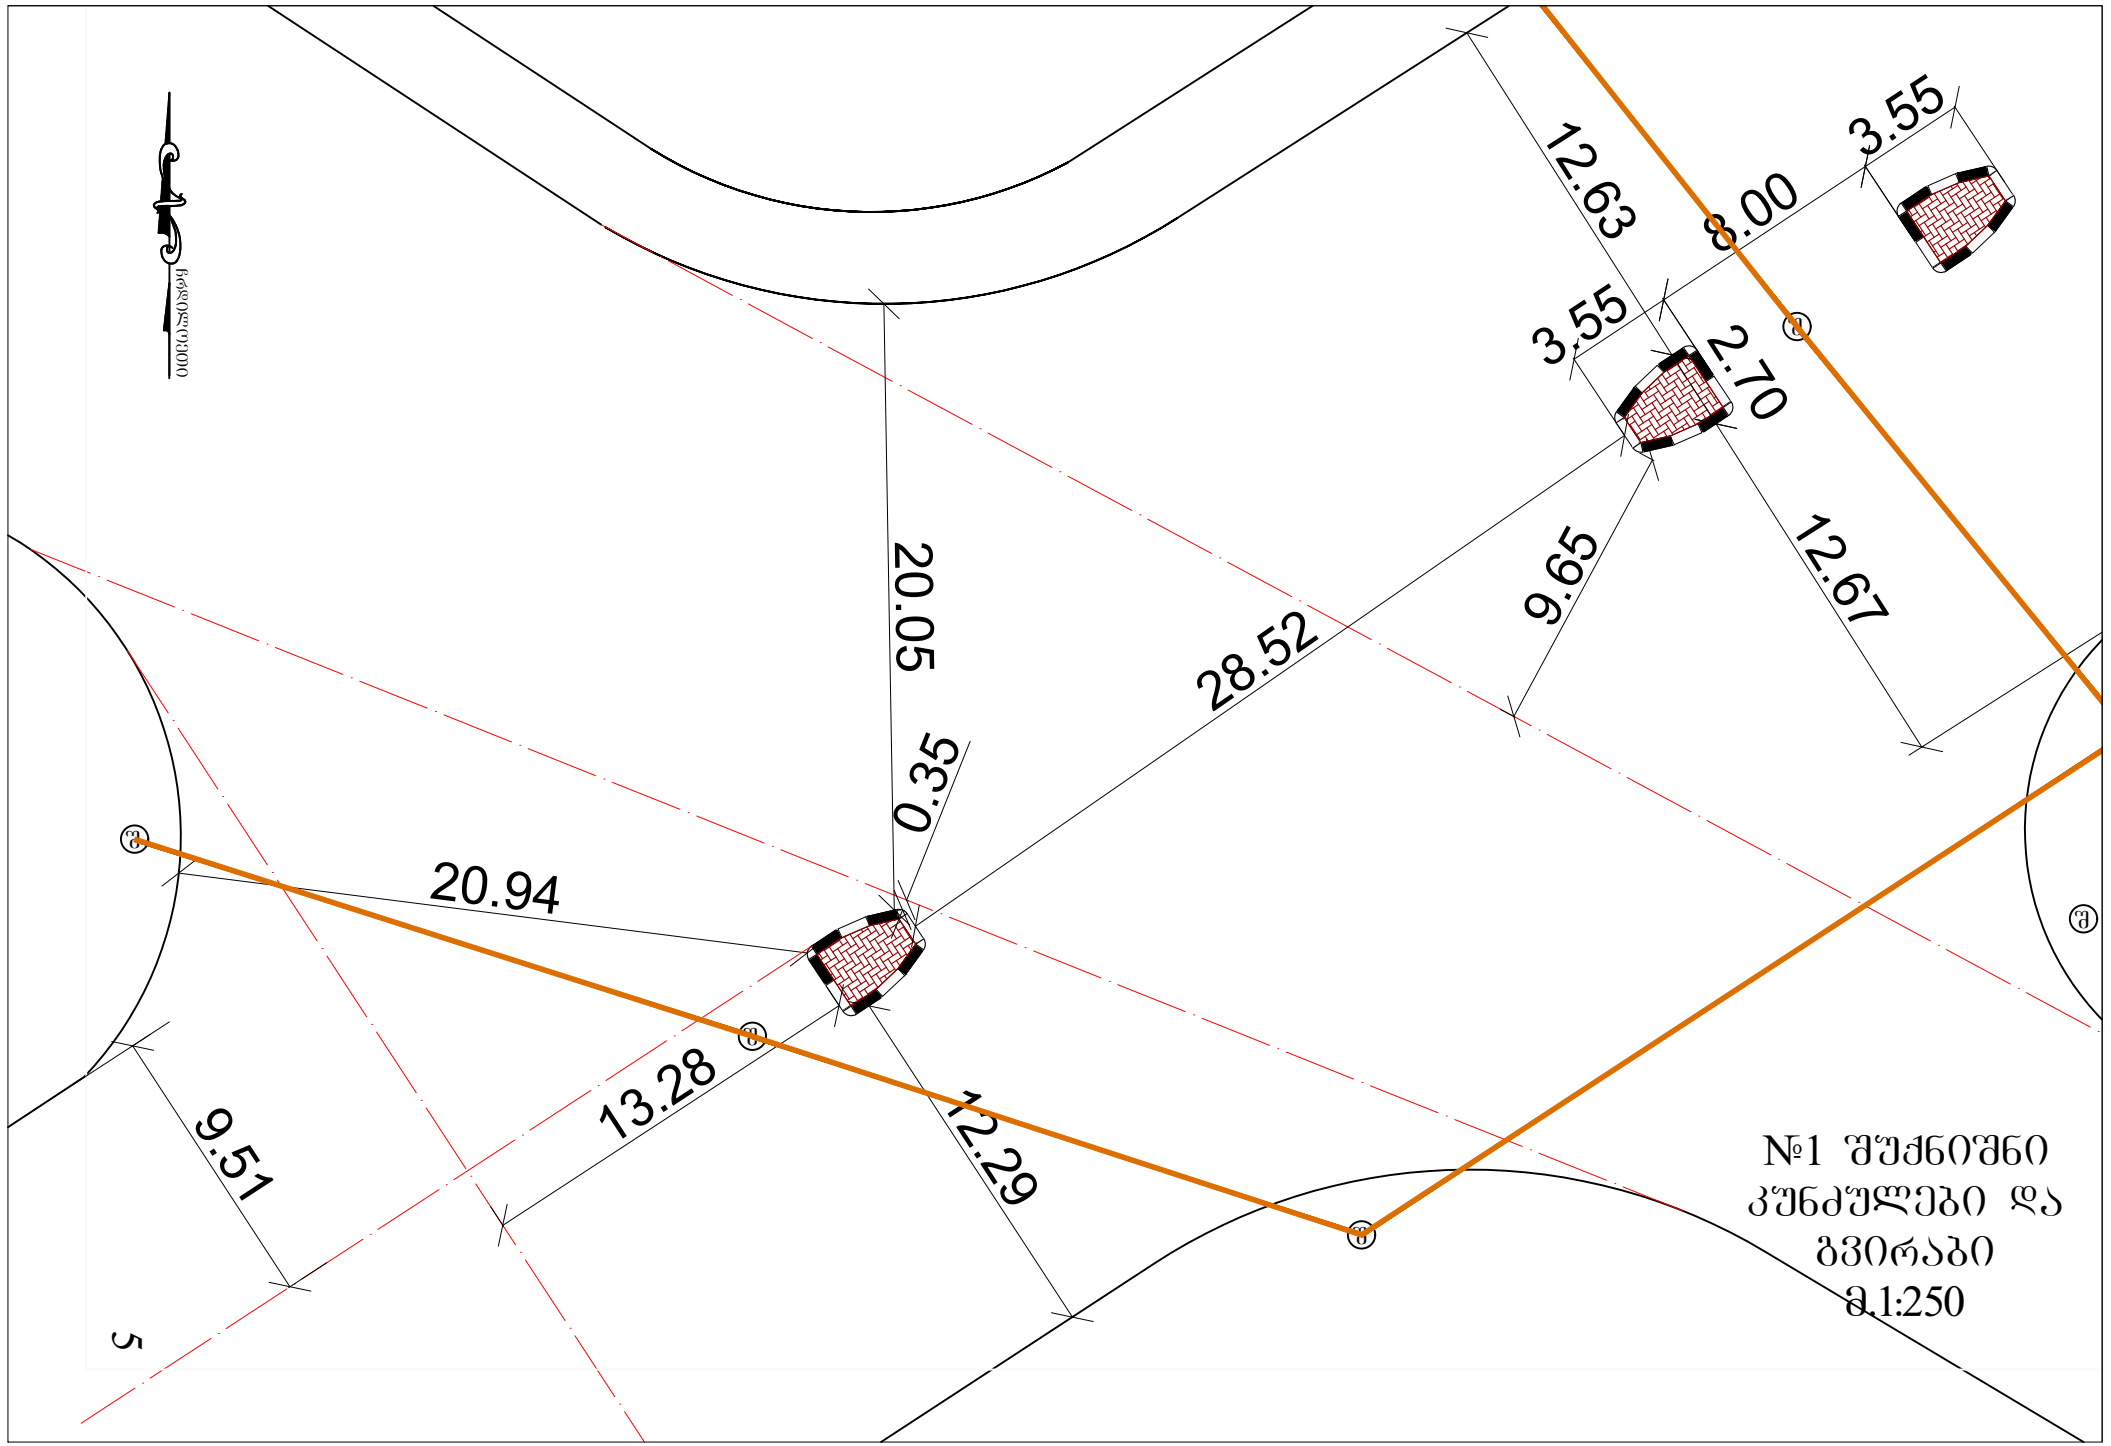 3.55
12.63
8.00
3.55
2.70
ჩრდილოეთი
20.05
9.65
12.67
28.52
0.35
20.94
13.28
12.29
9.51
შ
შ
შ
შ
შ
№1 შუქნიშნი
კუნძულები და
გვირაბი
მ.1:250
5